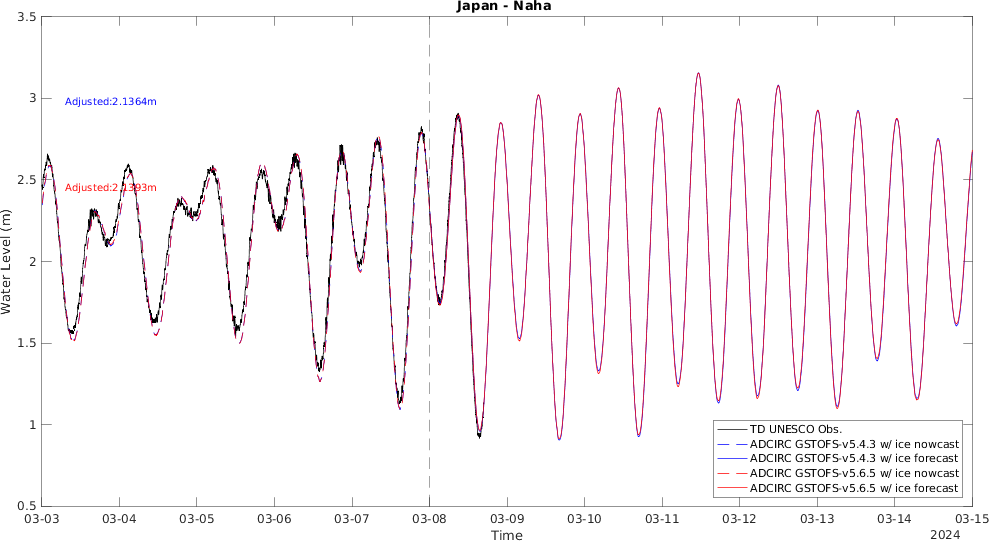 Japan - Naha
3.5
3
2.5
2
1.5
1
0.5
Water Level (m)
Adjusted:2.1364m
Adjusted:2.1393m
TD UNESCO Obs.
ADCIRC GSTOFS-v5.4.3 w/ ice nowcast
ADCIRC GSTOFS-v5.4.3 w/ ice forecast
ADCIRC GSTOFS-v5.6.5 w/ ice nowcast
ADCIRC GSTOFS-v5.6.5 w/ ice forecast
03-03 03-04 03-05 03-06 03-07 03-08 03-09 03-10 03-11 03-12 03-13 03-14 03-15
Time
2024